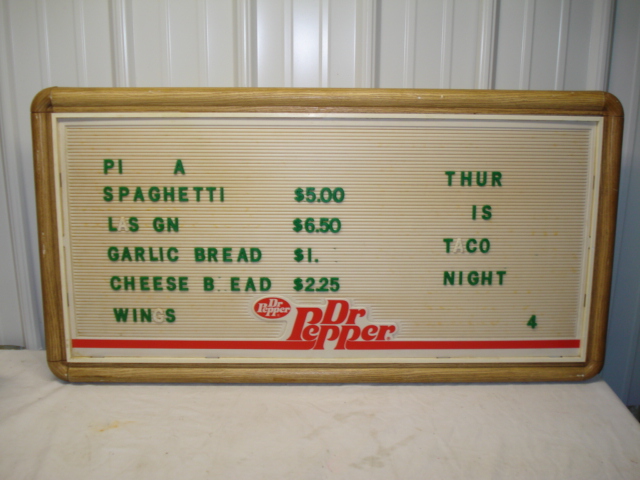 PI A
SPAGHETTI $5.00
LAS GN $6.50
GARLIC BREAD $1.
CHEESE B EAD $2.25
WINGS
THUR
IS
TACO
NIGHT
4
Dr Pepper
Dr Pepper